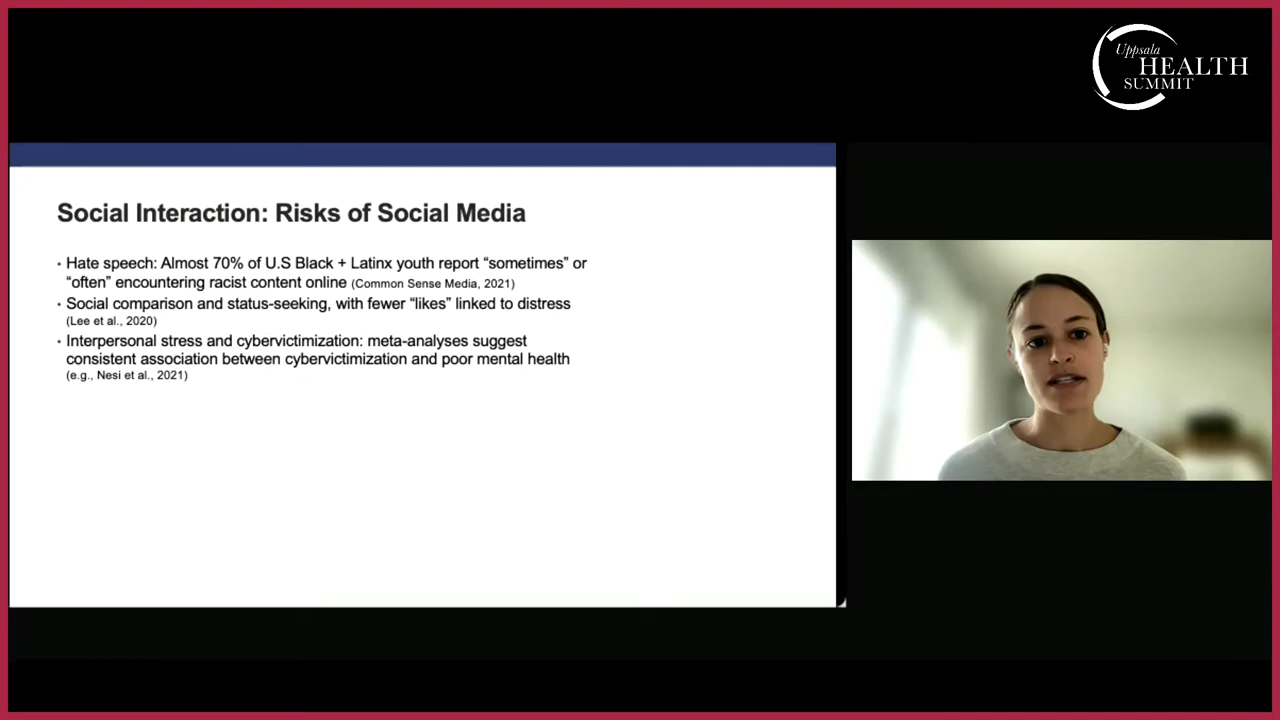 Uppsala
HEALTH
SUMMIT
Social Interaction: Risks of Social Media
• Hate speech: Almost 70% of U.S Black + Latinx youth report “sometimes” or
“often” encountering racist content online (Common Sense Media, 2021)
• Social comparison and status-seeking, with fewer “likes” linked to distress
(Lee et al., 2020)
• Interpersonal stress and cybervictimization: meta-analyses suggest
consistent association between cybervictimization and poor mental health
(e.g., Nesi et al., 2021)